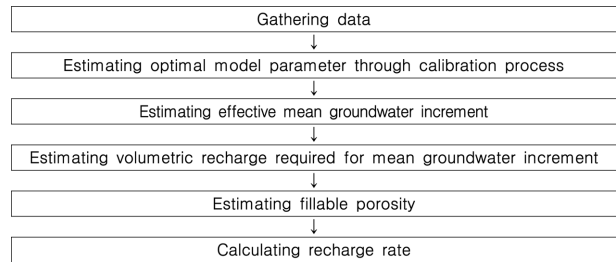 Gathering data
↓
Estimating optimal model parameter through calibration process
↓
Estimating effective mean groundwater increment
↓
Estimating volumetric recharge required for mean groundwater increment
↓
Estimating fillable porosity
↓
Calculating recharge rate